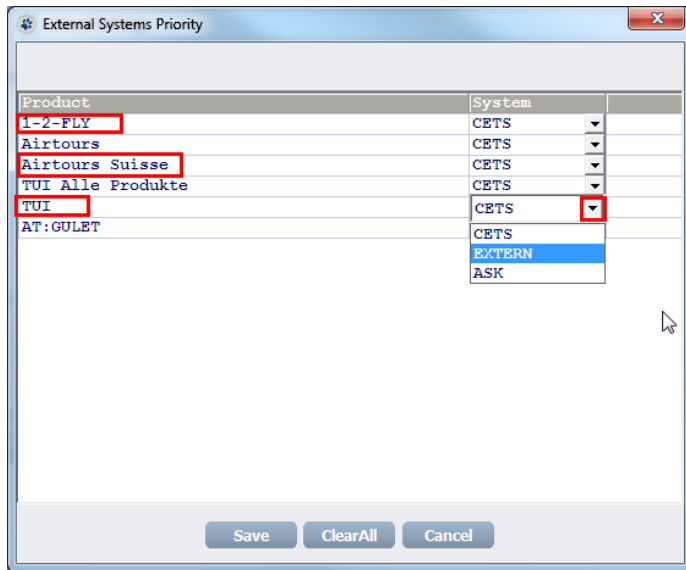 External Systems Priority
Product System
1-2-FLY CETS
Airtours CETS
Airtours Suisse CETS
TUI Alle Produkte CETS
TUI CETS
AT:GULET CETS
EXTERN
ASK
Save ClearAll Cancel